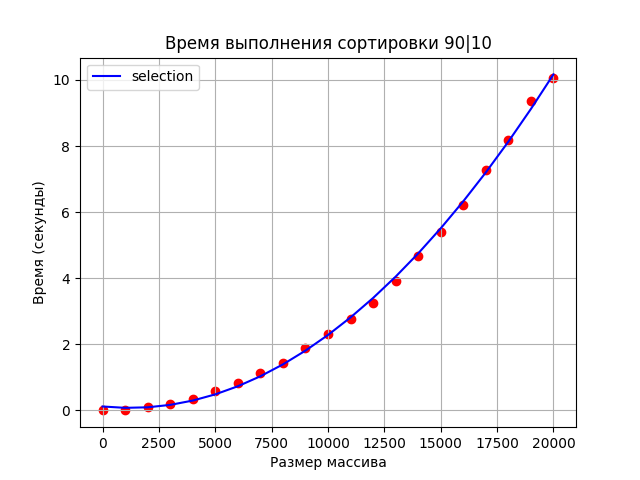 Время выполнения сортировки 90|10
selection
Время (секунды)
10
8
6
4
2
0
0 2500 5000 7500 10000 12500 15000 17500 20000
Размер массива